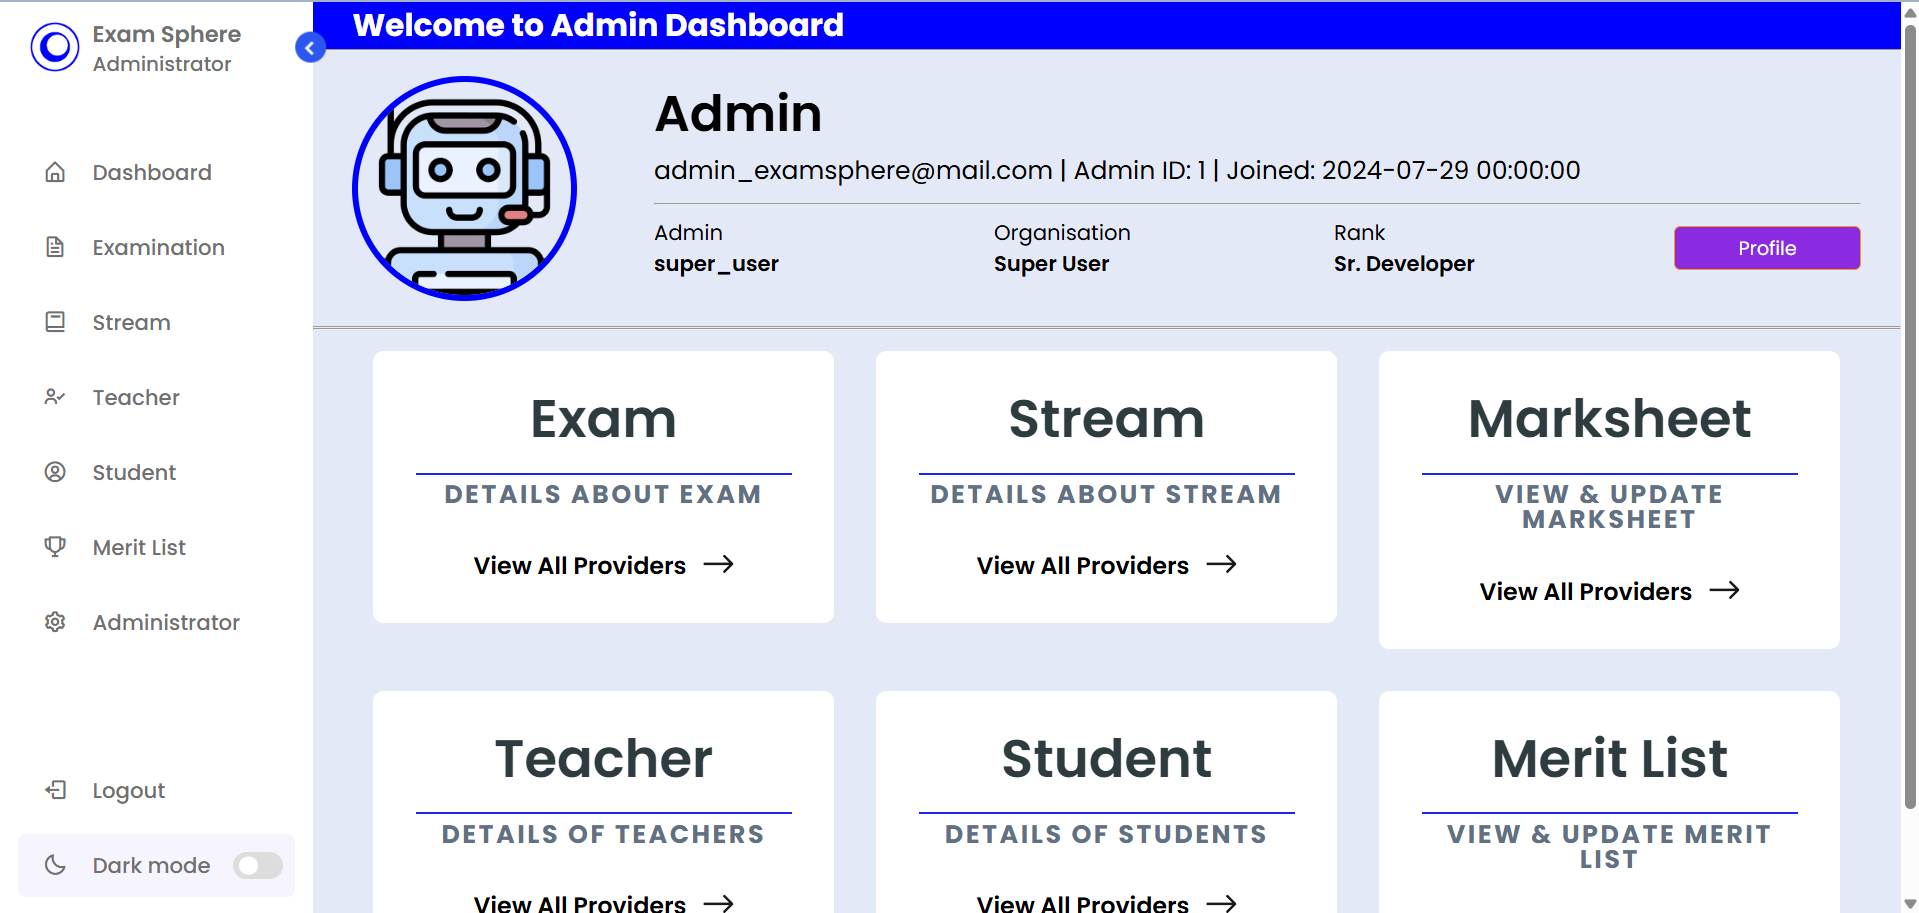 Exam Sphere
Administrator
Dashboard
Examination
Stream
Teacher
Student
Merit List
Administrator
Logout
Dark mode
Welcome to Admin Dashboard
Admin
admin_examsphere@mail.com | Admin ID: 1 | Joined: 2024-07-29 00:00:00
Admin
super_user
Organisation
Super User
Rank
Sr. Developer
Profile
Exam
DETAILS ABOUT EXAM
View All Providers
Stream
DETAILS ABOUT STREAM
View All Providers
Marksheet
VIEW & UPDATE
MARKSHEET
View All Providers
Teacher
DETAILS OF TEACHERS
View All Providers
Student
DETAILS OF STUDENTS
View All Providers
Merit List
VIEW & UPDATE MERIT
LIST